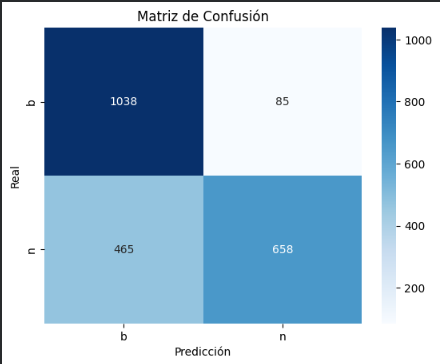 Matriz de Confusión
b
1038
85
n
465
658
b
n
Real
Predicción
1000
800
600
400
200